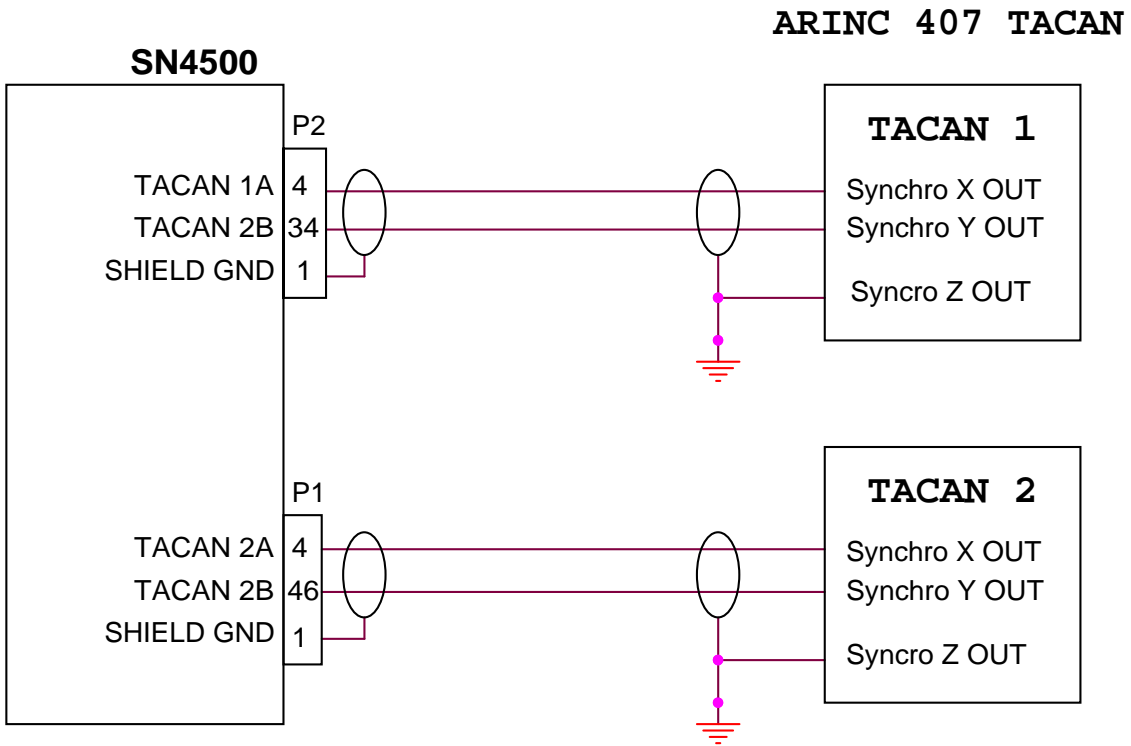 ARINC 407 TACAN
SN4500
P2
TACAN 1A 4
TACAN 2B 34
SHIELD GND 1
TACAN 1
Synchro X OUT
Synchro Y OUT
Syncro Z OUT
P1
TACAN 2A 4
TACAN 2B 46
SHIELD GND 1
TACAN 2
Synchro X OUT
Synchro Y OUT
Syncro Z OUT